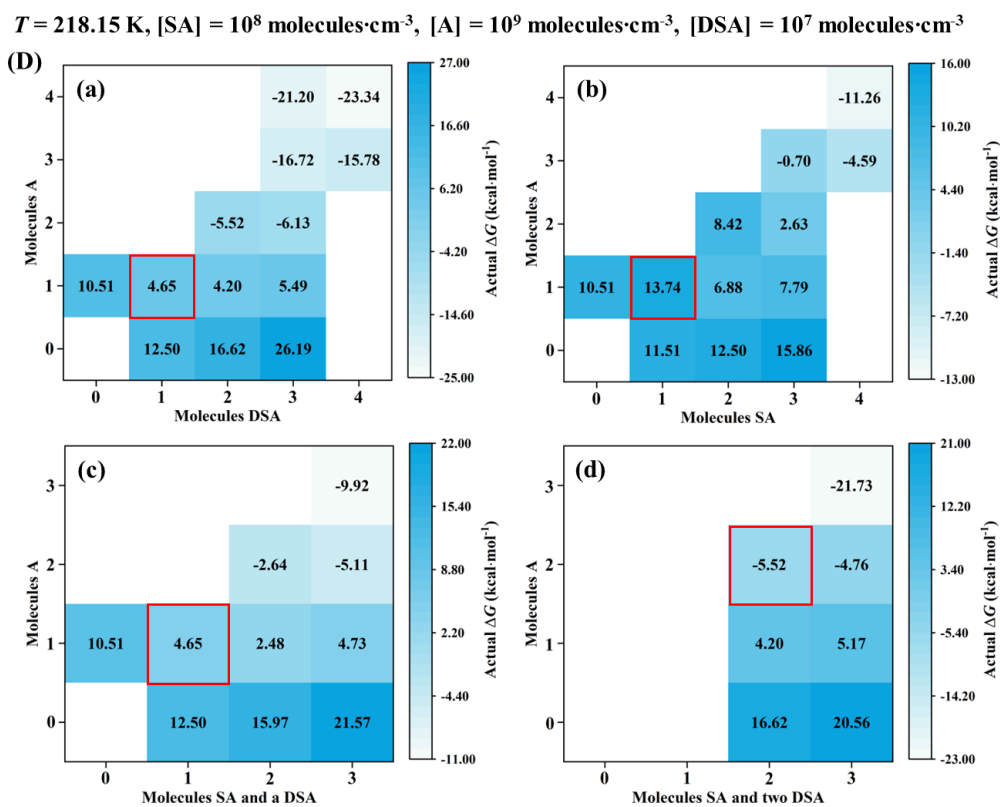 T = 218.15 K, [SA] = 10⁸ molecules·cm⁻³, [A] = 10⁹ molecules·cm⁻³, [DSA] = 10⁷ molecules·cm⁻³
(D)
(a)
4 -21.20 -23.34
3 -16.72 -15.78
2 -5.52 -6.13
1 10.51 4.65 4.20 5.49
0 12.50 16.62 26.19
0 1 2 3 4
Molecules DSA
Molecules A
27.00
16.60
6.20
-4.20
-14.60
-25.00
Actual ΔG (kcal·mol⁻¹)
(b)
4 -11.26
3 -0.70 -4.59
2 8.42 2.63
1 10.51 13.74 6.88 7.79
0 11.51 12.50 15.86
0 1 2 3 4
Molecules SA
Molecules A
16.00
10.20
4.40
-1.40
-7.20
-13.00
Actual ΔG (kcal·mol⁻¹)
(c)
3 -9.92
2 -2.64 -5.11
1 10.51 4.65 2.48 4.73
0 12.50 15.97 21.57
0 1 2 3
Molecules SA and a DSA
Molecules A
22.00
15.40
8.80
2.20
-4.40
-11.00
Actual ΔG (kcal·mol⁻¹)
(d)
3 -21.73
2 -5.52 -4.76
1 4.20 5.17
0 16.62 20.56
0 1 2 3
Molecules SA and two DSA
Molecules A
21.00
12.20
3.40
-5.40
-14.20
-23.00
Actual ΔG (kcal·mol⁻¹)